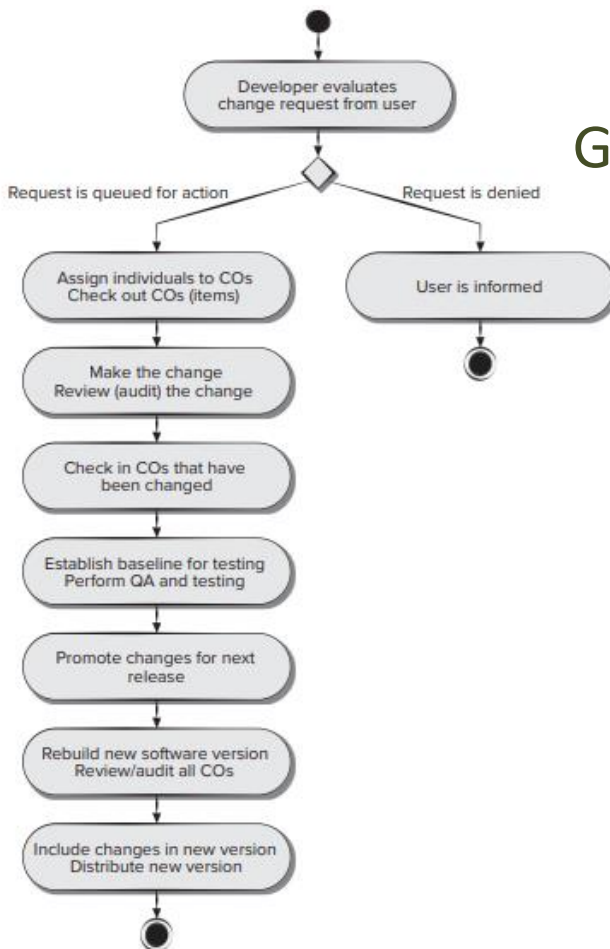 Developer evaluates
change request from user
G
Request is queued for action
Request is denied
Assign individuals to COs
Check out COs (items)
User is informed
Make the change
Review (audit) the change
Check in COs that have
been changed
Establish baseline for testing
Perform QA and testing
Promote changes for next
release
Rebuild new software version
Review/audit all COs
Include changes in new version
Distribute new version